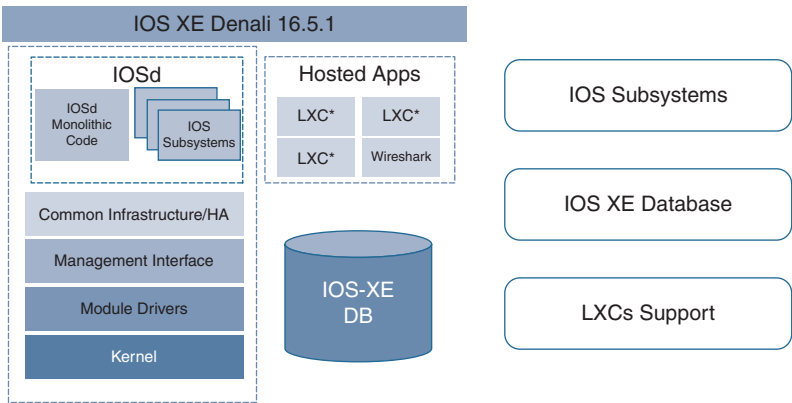 IOS XE Denali 16.5.1
IOSd
IOSd
Monolithic
Code
IOS
Subsystems
Common Infrastructure/HA
Management Interface
Module Drivers
Kernel
Hosted Apps
LXC*
LXC*
LXC*
Wireshark
IOS-XE
DB
IOS Subsystems
IOS XE Database
LXCs Support